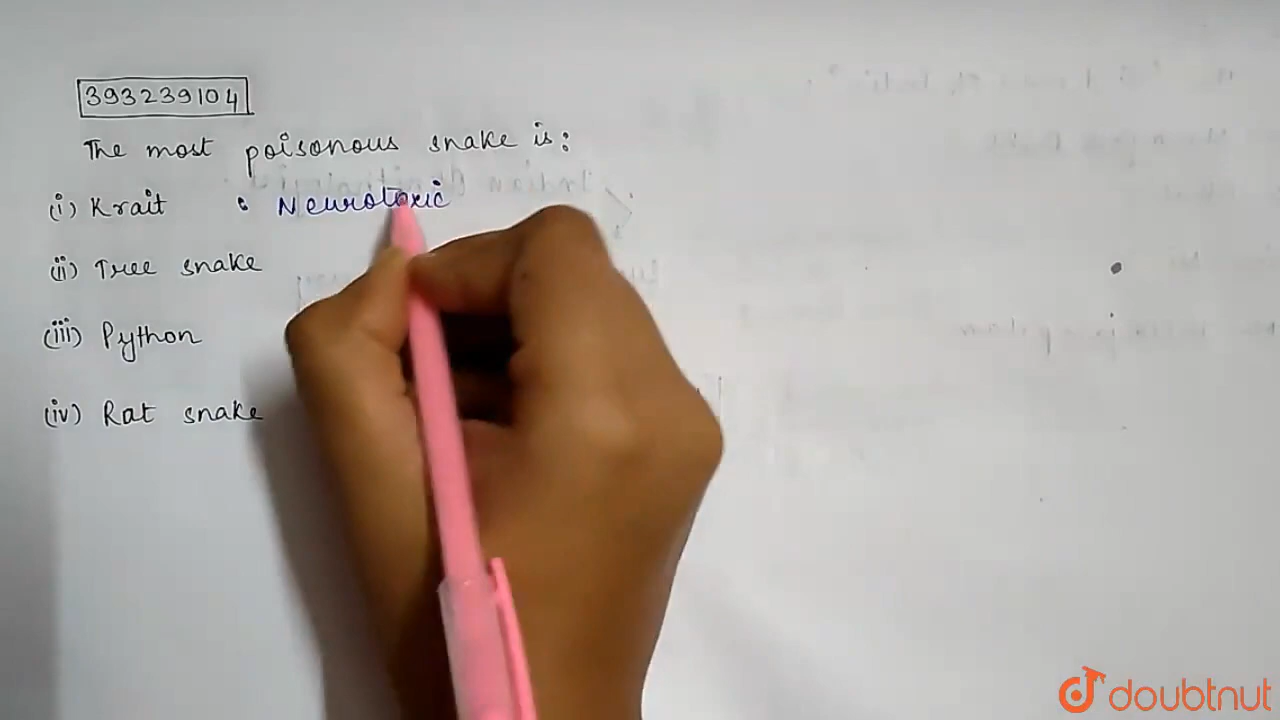 393239104
The most poisonous snake is:
(i) Krait : Neurotoxic
(ii) Tree snake
(iii) Python
(iv) Rat snake
doubtnut